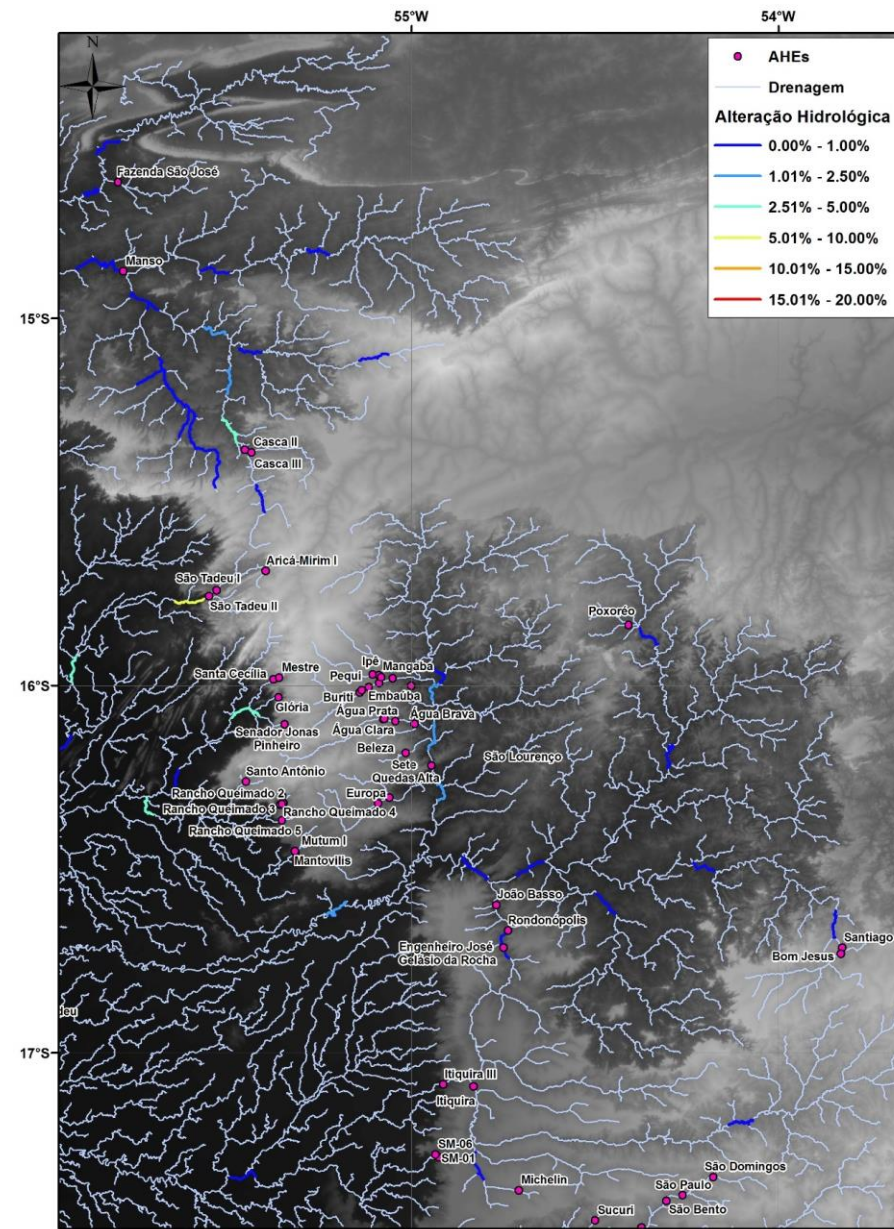 55°W
54°W
N
AHEs
Drenagem
Alteração Hidrológica
0.00% - 1.00%
1.01% - 2.50%
2.51% - 5.00%
5.01% - 10.00%
10.01% - 15.00%
15.01% - 20.00%
Fazenda São José
Manso
15°S
Casca II
Casca III
Aricá-Mirim I
São Tadeu I
São Tadeu II
Poxoréo
Ipê
Mangaba
Santa Cecília
Mestre
Pequi
16°S
Buriti
Embaúba
Glória
Água Prata
Água Brava
Senador Jonas
Pinheiro
Água Clara
Beleza
São Lourenço
Sete
Quedas Alta
Santo Antônio
Rancho Queimado 2
Europa
Rancho Queimado 3
Rancho Queimado 4
Rancho Queimado 5
Mutum I
Mantovilis
João Basso
Rondonópolis
Engenheiro José
Gelásio da Rocha
Santiago
Bom Jesus
deu
17°S
Itiquira III
Itiquira
SM-06
SM-01
Michelin
São Domingos
São Paulo
São Bento
Sucuri